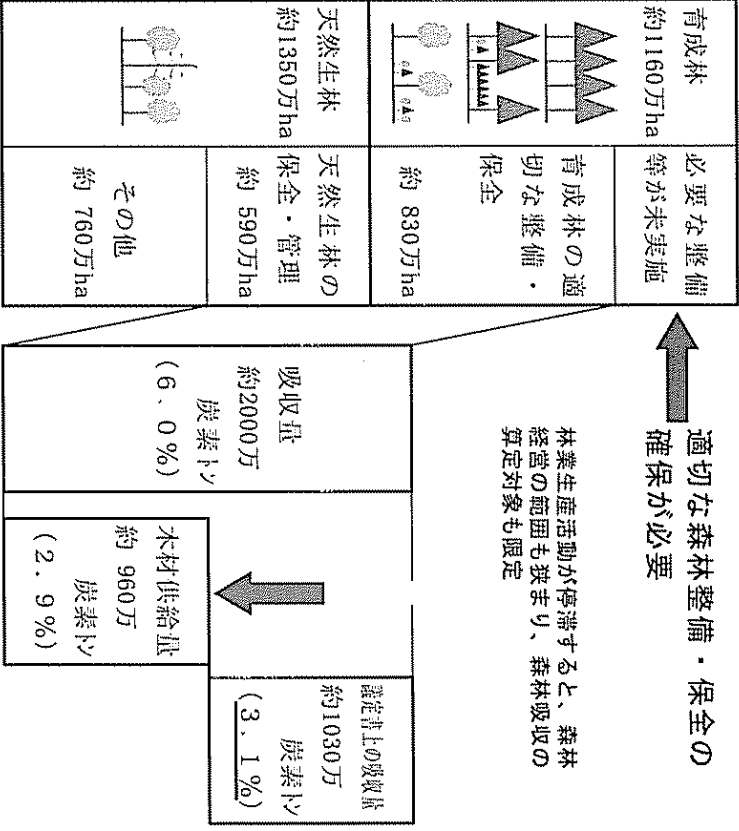 育成林
約1160万ha
必要な整備
等が未実施
育成林の適
切な整備・
保全
約 830万ha
天然生林
約1350万ha
天然生林の
保全・管理
約 590万ha
その他
約 760万ha
適切な森林整備・保全の
確保が必要
林業生産活動が停滞すると、森林
経営の範囲も狭まり、森林吸収の
算定対象も限定
吸収量
約2000万
炭素トン
(6.0%)
木材供給量
約 960万
炭素トン
(2.9%)
議定書上の吸収量
約1030万
炭素トン
(3.1%)